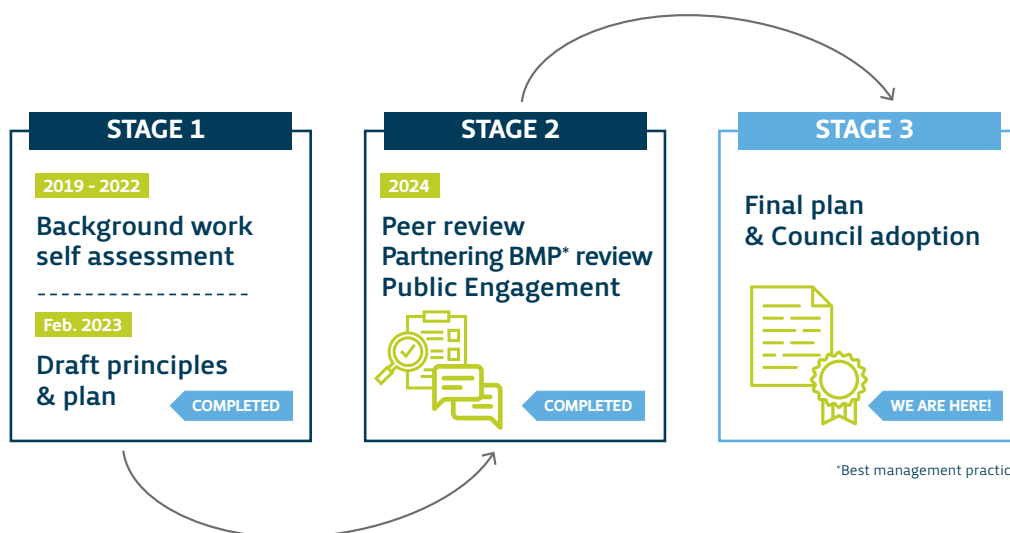 STAGE 1
2019 - 2022
Background work
self assessment
Feb. 2023
Draft principles
& plan
COMPLETED
STAGE 2
2024
Peer review
Partnering BMP* review
Public Engagement
COMPLETED
STAGE 3
Final plan
& Council adoption
WE ARE HERE!
*Best management practic